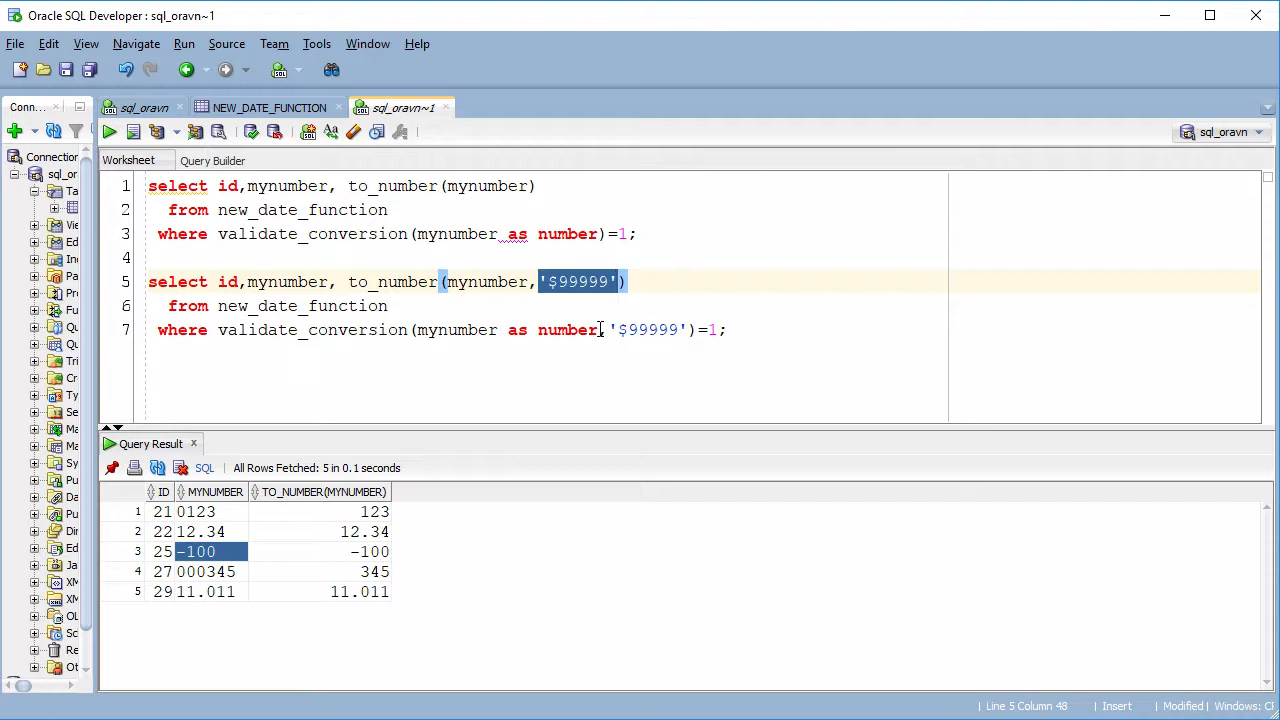 Oracle SQL Developer : sql_oravn~1
File Edit View Navigate Run Source Team Tools Window Help
Conn... sql_oravn NEW_DATE_FUNCTION sql_oravn~1
sql_oravn
Connection
sql_or
Ta
Vie
Ed
Ind
Pa
Pr
Fu
Qu
Qu
Tri
Cr
Ty
Se
Ma
Ma
Sy
Pu
Pu
Da
Dir
Ed
Ja
XM
XM
OL
Sc
Re
Ot
Worksheet Query Builder
1 select id,mynumber, to_number(mynumber)
2 from new_date_function
3 where validate_conversion(mynumber as number)=1;
4
5 select id,mynumber, to_number(mynumber,'$99999')
6 from new_date_function
7 where validate_conversion(mynumber as number,'$99999')=1;
Query Result
SQL All Rows Fetched: 5 in 0.1 seconds
ID MYNUMBER TO_NUMBER(MYNUMBER)
1 21 0123 123
2 22 12.34 12.34
3 25 -100 -100
4 27 000345 345
5 29 11.011 11.011
Line 5 Column 48 Insert Modified Windows: CF